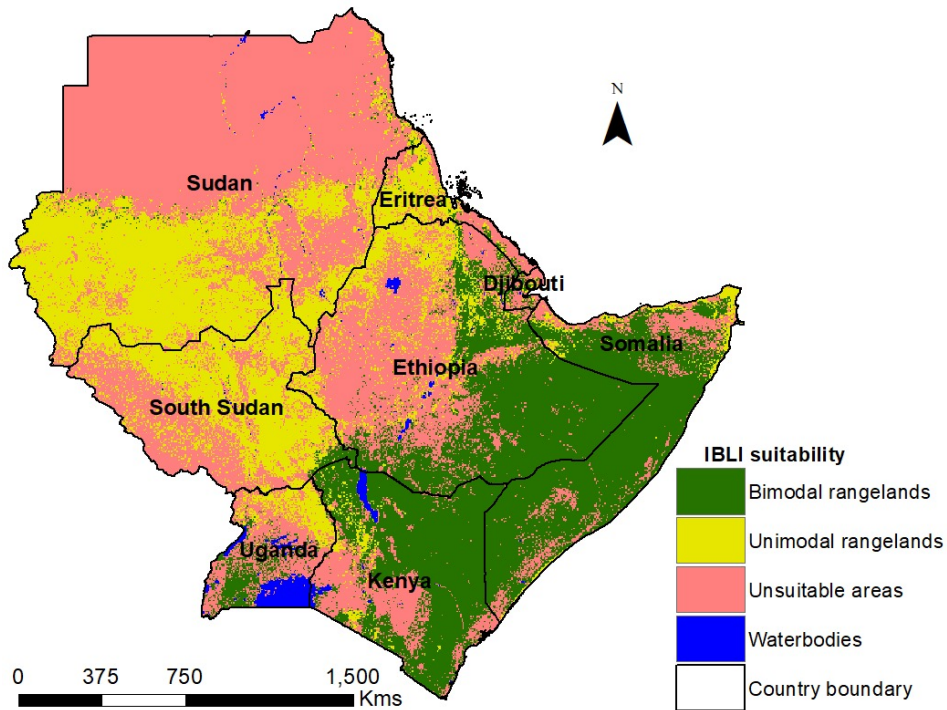 N
Sudan
Eritrea
Djibouti
Somalia
Ethiopia
South Sudan
Uganda
Kenya
IBLI suitability
Bimodal rangelands
Unimodal rangelands
Unsuitable areas
Waterbodies
Country boundary
0 375 750 1,500
Kms